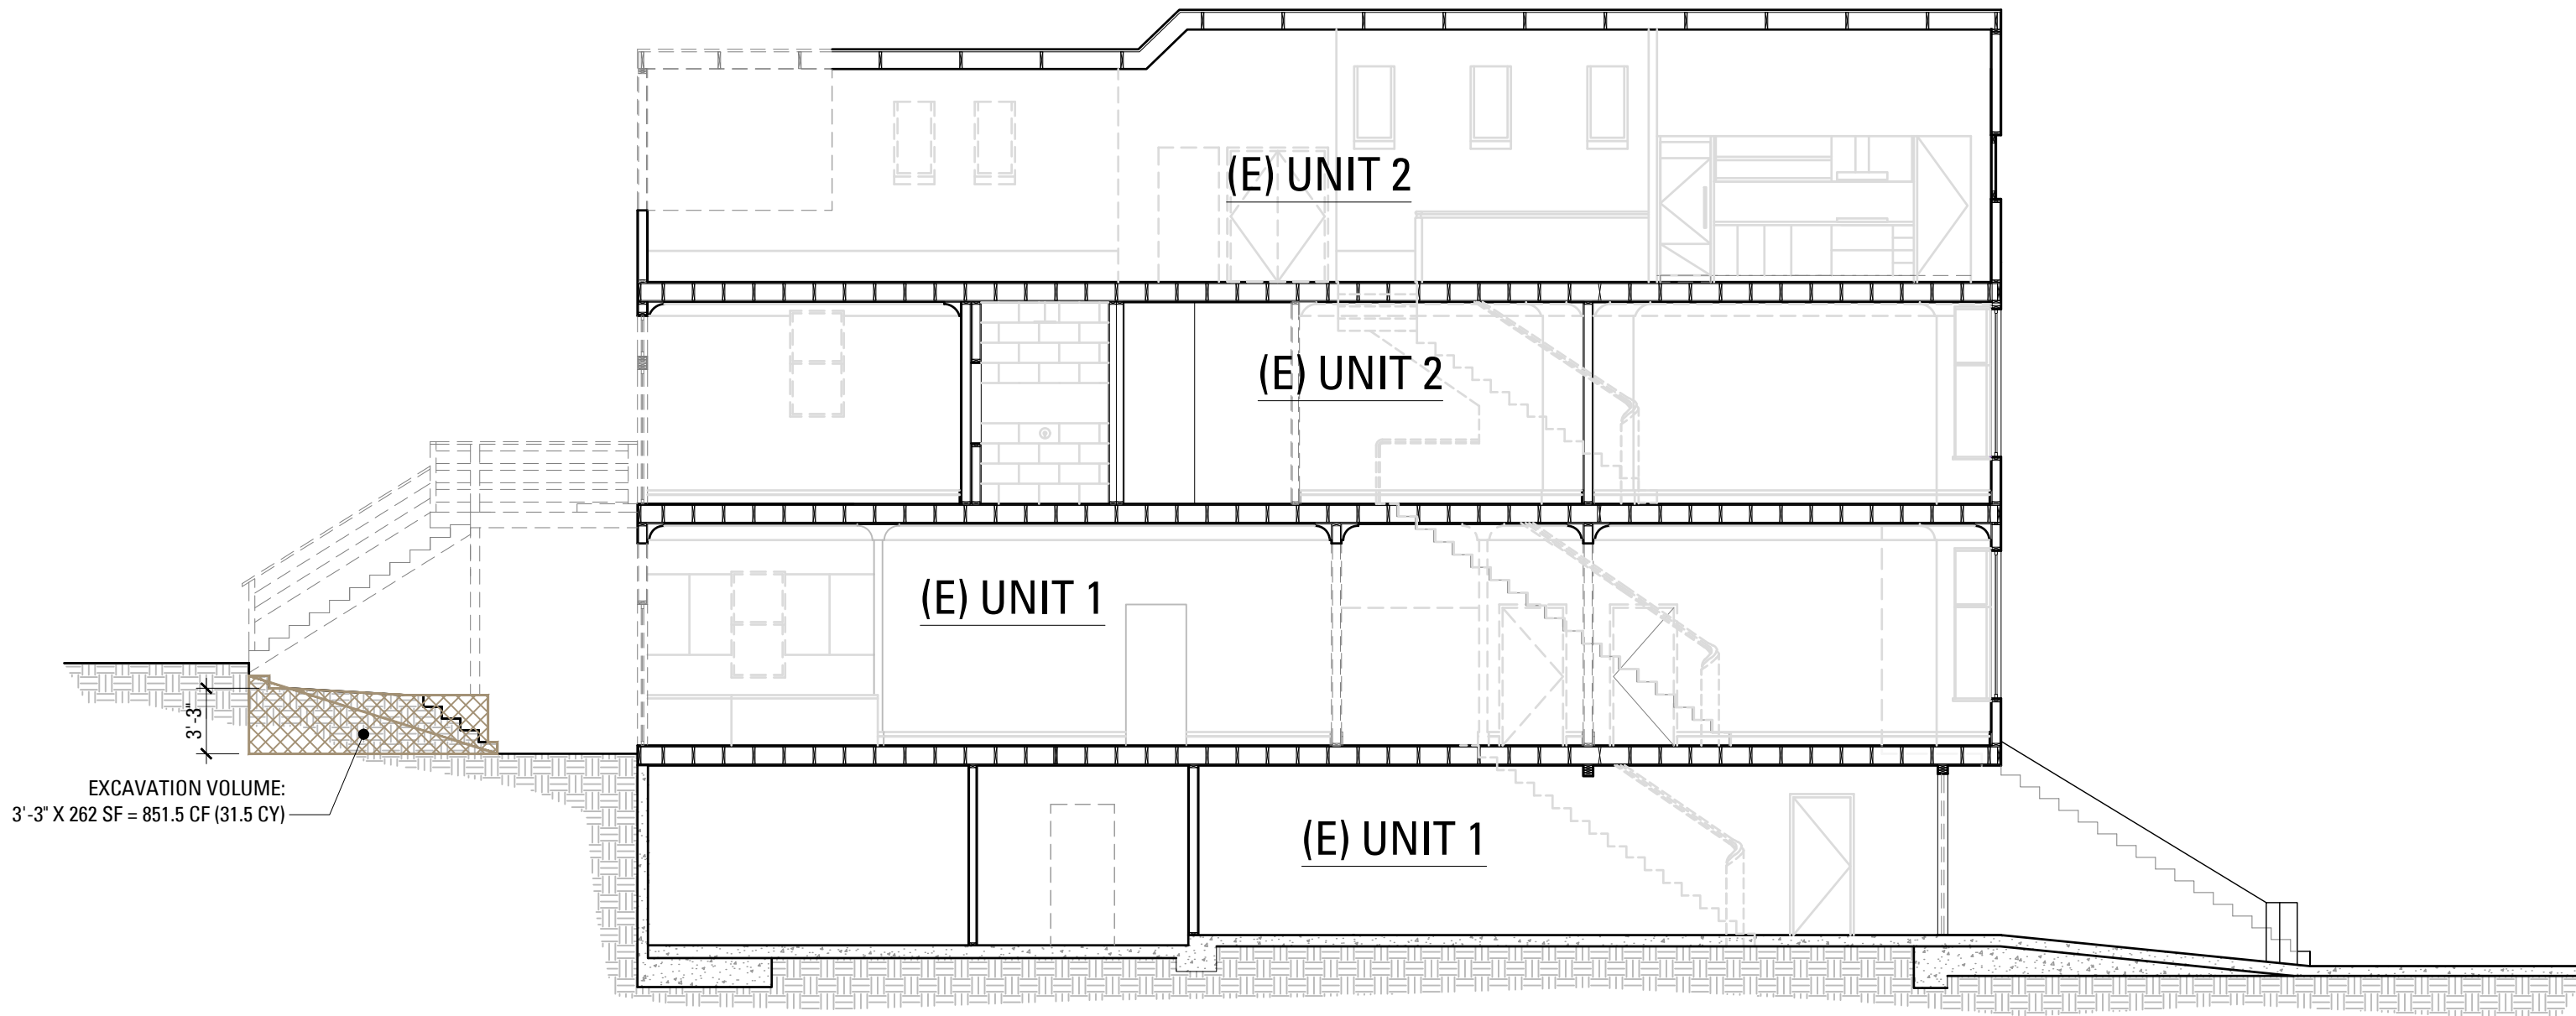 (E) UNIT 2
(E) UNIT 2
(E) UNIT 1
3'-3"
EXCAVATION VOLUME:
3'-3" X 262 SF = 851.5 CF (31.5 CY)
(E) UNIT 1